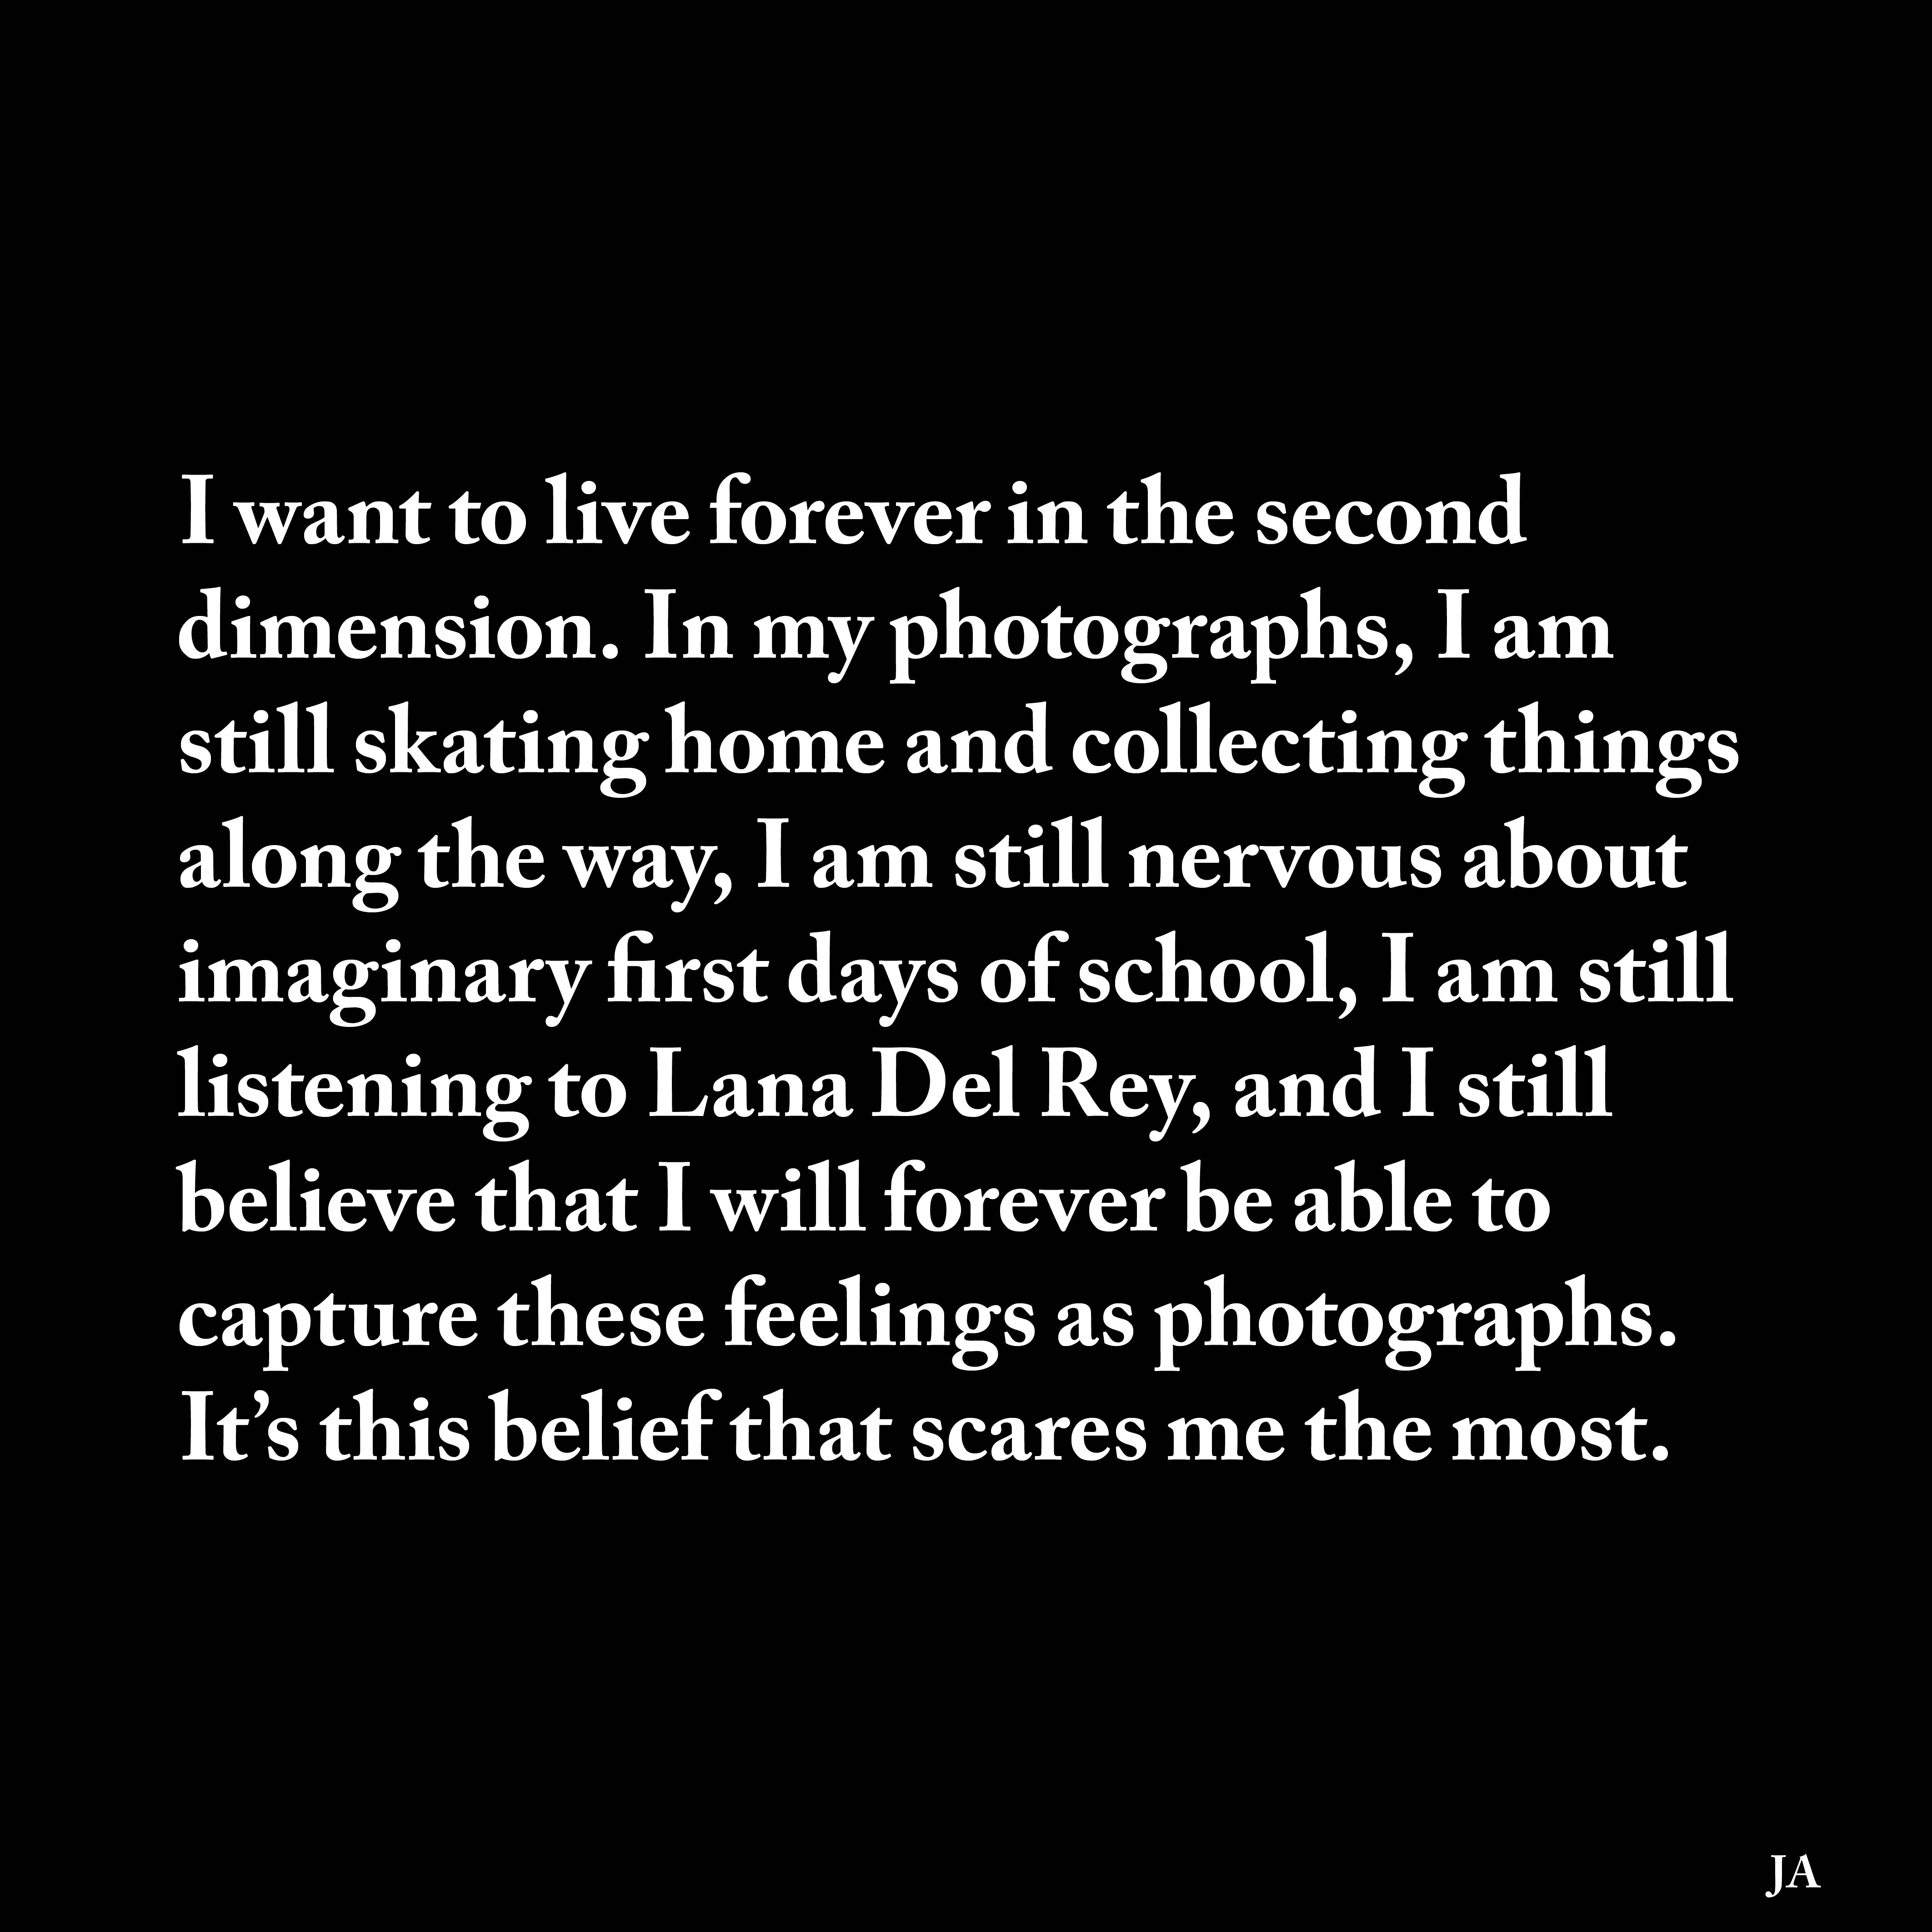 I want to live forever in the second
dimension. In my photographs, I am
still skating home and collecting things
along the way, I am still nervous about
imaginary first days of school, I am still
listening to Lana Del Rey, and I still
believe that I will forever be able to
capture these feelings as photographs.
It’s this belief that scares me the most.
JA